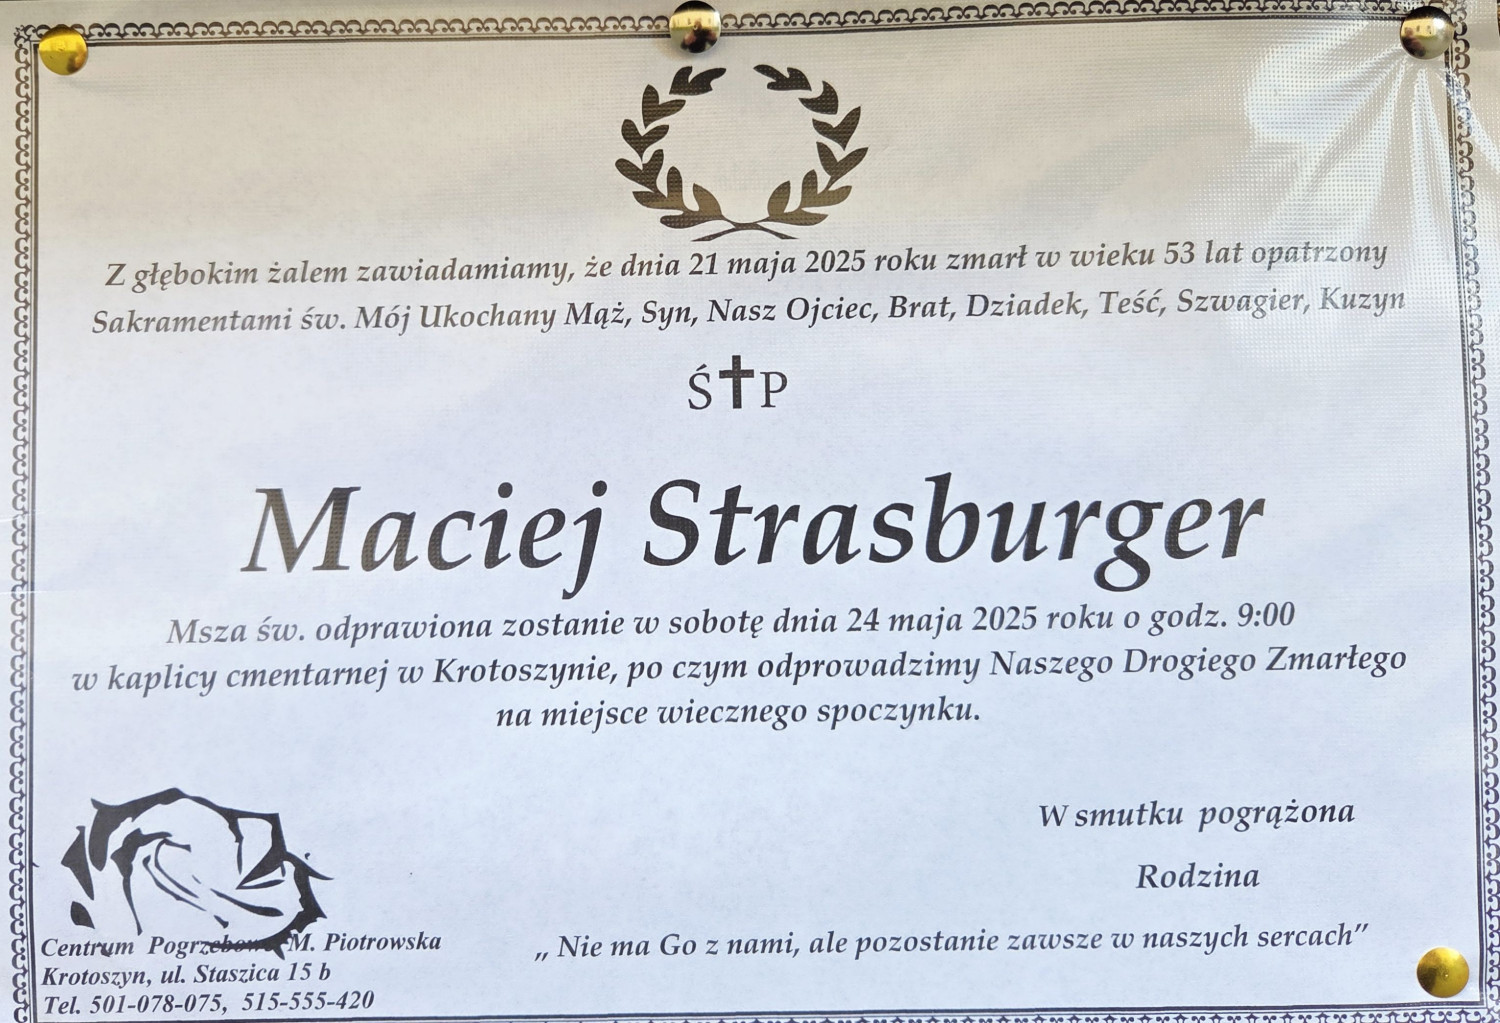 Z głębokim żalem zawiadamiamy, że dnia 21 maja 2025 roku zmarł w wieku 53 lat opatrzony
Sakramentami św. Mój Ukochany Mąż, Syn, Nasz Ojciec, Brat, Dziadek, Teść, Szwagier, Kuzyn
Ś✝P
Maciej Strasburger
Msza św. odprawiona zostanie w sobotę dnia 24 maja 2025 roku o godz. 9:00
w kaplicy cmentarnej w Krotoszynie, po czym odprowadzimy Naszego Drogiego Zmarłego
na miejsce wiecznego spoczynku.
W smutku pogrążona
Rodzina
„ Nie ma Go z nami, ale pozostanie zawsze w naszych sercach”
Centrum Pogrzebowe M. Piotrowska
Krotoszyn, ul. Staszica 15 b
Tel. 501-078-075, 515-555-420